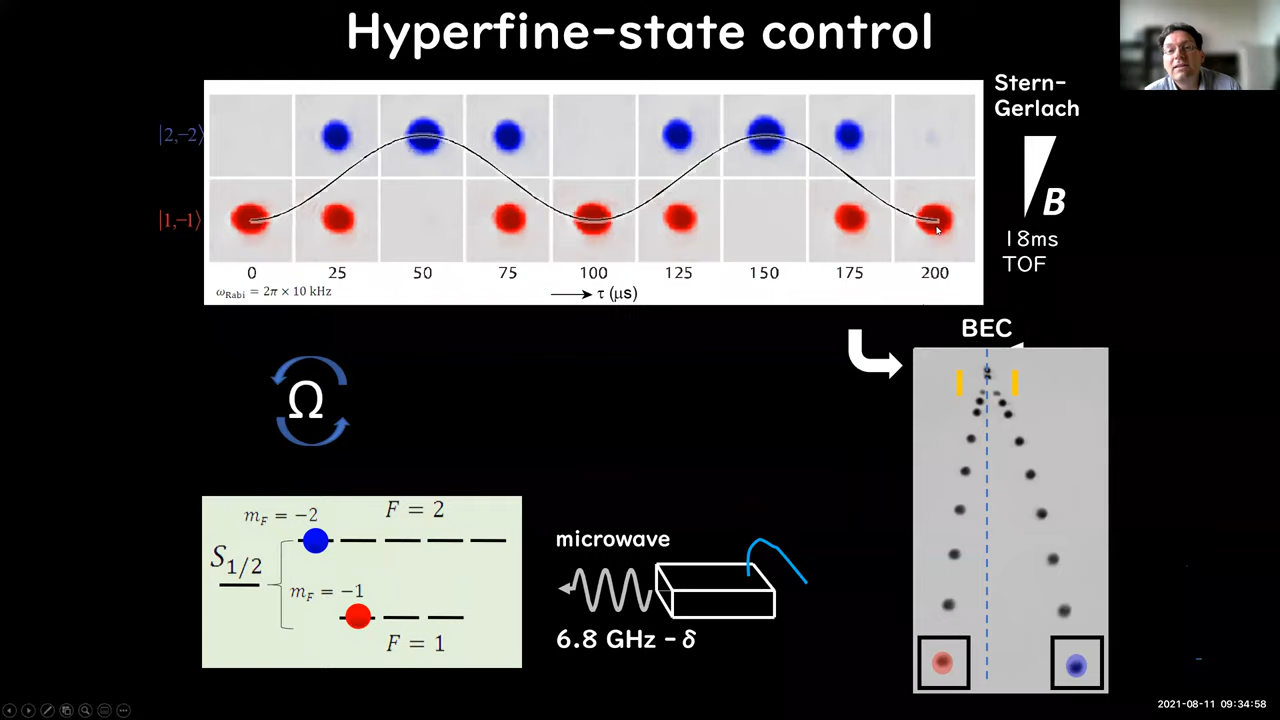 Hyperfine-state control
|2,-2⟩
|1,-1⟩
0 25 50 75 100 125 150 175 200
ω_Rabi = 2π × 10 kHz
τ (μs)
Stern-
Gerlach
B
18ms
TOF
BEC
Ω
m_F = −2
F = 2
S_1/2
m_F = −1
F = 1
microwave
6.8 GHz - δ
2021-08-11 09:34:58